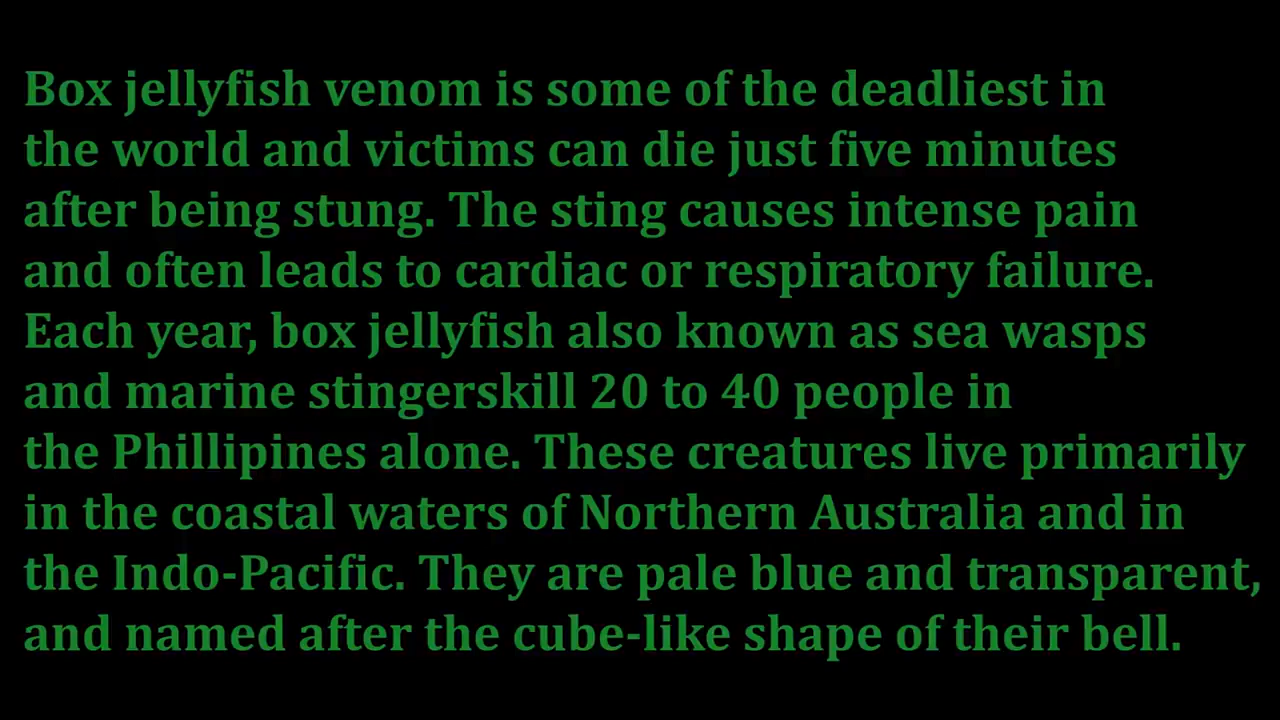 Box jellyfish venom is some of the deadliest in
the world and victims can die just five minutes
after being stung. The sting causes intense pain
and often leads to cardiac or respiratory failure.
Each year, box jellyfish also known as sea wasps
and marine stingerskill 20 to 40 people in
the Phillipines alone. These creatures live primarily
in the coastal waters of Northern Australia and in
the Indo-Pacific. They are pale blue and transparent,
and named after the cube-like shape of their bell.